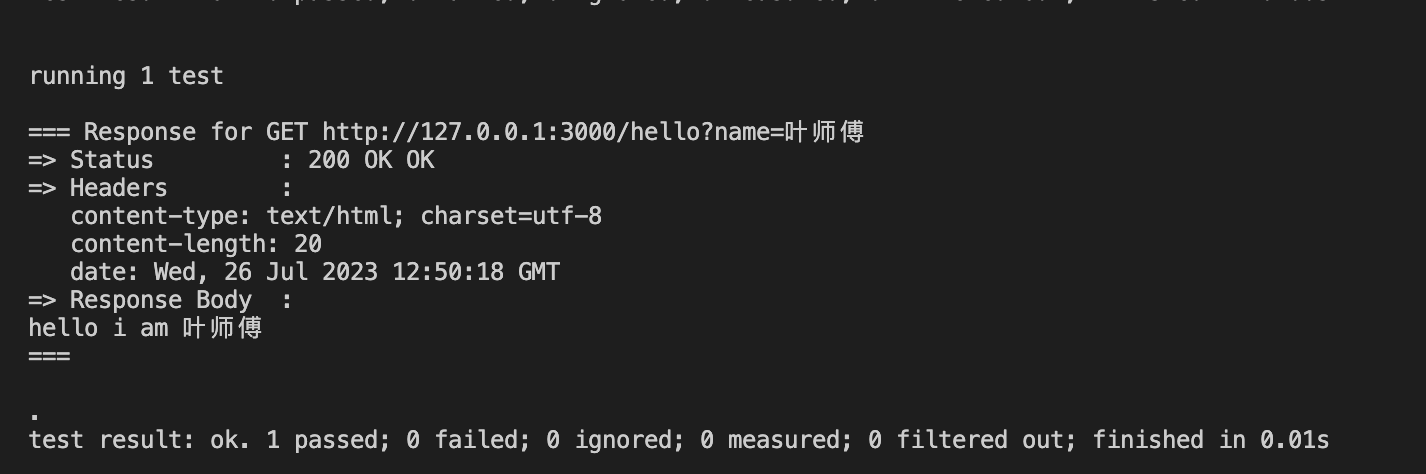 running 1 test
=== Response for GET http://127.0.0.1:3000/hello?name=叶师傅
=> Status         : 200 OK OK
=> Headers        :
   content-type: text/html; charset=utf-8
   content-length: 20
   date: Wed, 26 Jul 2023 12:50:18 GMT
=> Response Body  :
hello i am 叶师傅
===
.
test result: ok. 1 passed; 0 failed; 0 ignored; 0 measured; 0 filtered out; finished in 0.01s